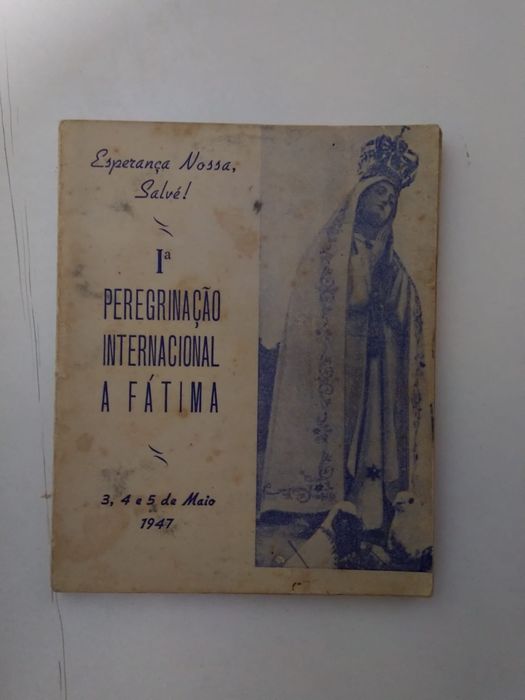 Esperança Nossa,
Salvé!
Iª
PEREGRINAÇÃO
INTERNACIONAL
A FÁTIMA
3, 4 e 5 de Maio
1947